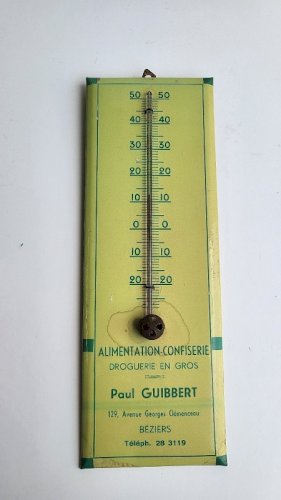 50 50
40 40
30 30
20 20
10 10
0 0
10 10
20 20
ALIMENTATION-CONFISERIE
DROGUERIE EN GROS
Paul GUIBBERT
129, Avenue Georges Clémenceau
BÉZIERS
Téléph. 28 3119